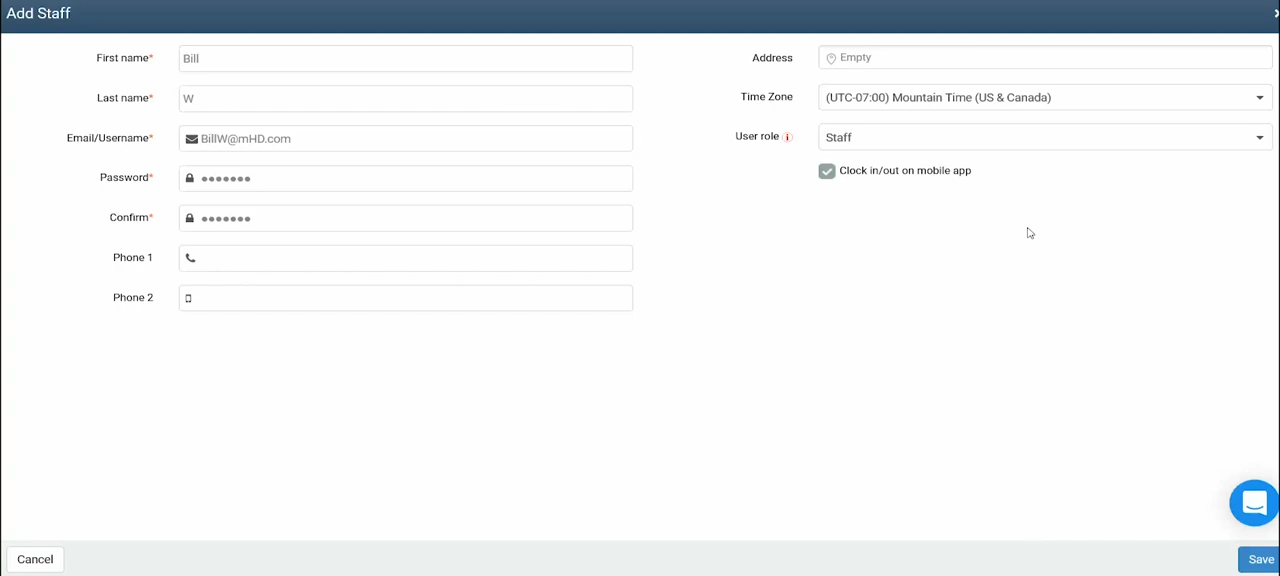 Add Staff
First name*
Bill
Last name*
W
Email/Username*
BillW@mHD.com
Password*
●●●●●●●
Confirm*
●●●●●●●
Phone 1
Phone 2
Address
Empty
Time Zone
(UTC-07:00) Mountain Time (US & Canada)
User role
Staff
Clock in/out on mobile app
Cancel
Save